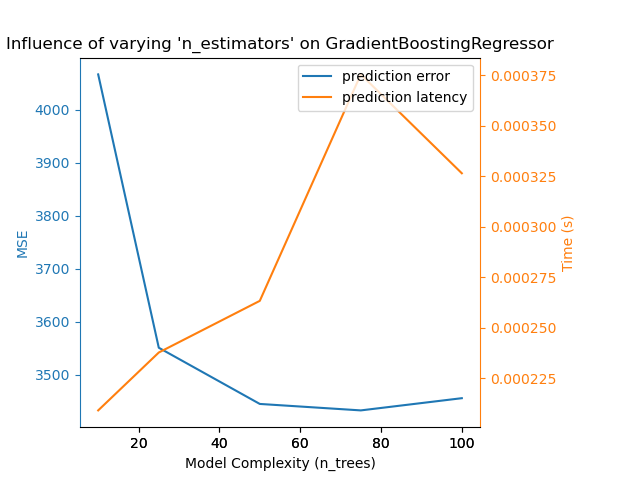 Influence of varying 'n_estimators' on GradientBoostingRegressor
prediction error
prediction latency
4000
3900
3800
3700
3600
3500
MSE
0.000375
0.000350
0.000325
0.000300
0.000275
0.000250
0.000225
Time (s)
20 40 60 80 100
Model Complexity (n_trees)